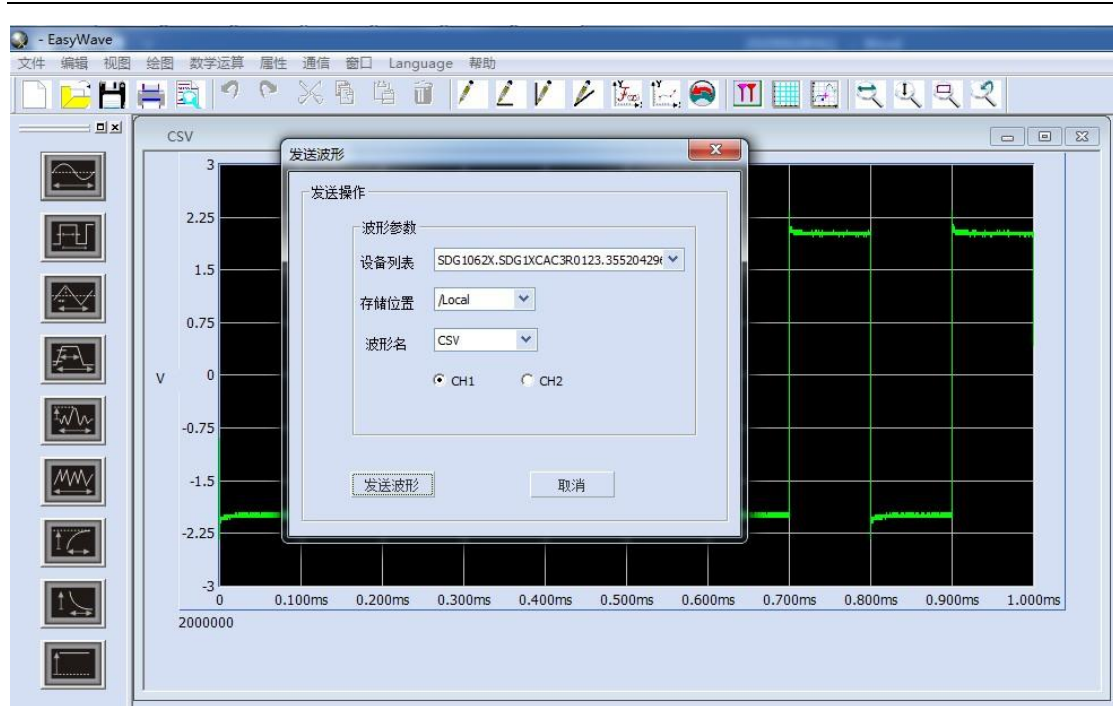 - EasyWave
文件 编辑 视图 绘图 数学运算 属性 通信 窗口 Language 帮助
CSV
发送波形
发送操作
波形参数
设备列表 SDG1062X.SDG1XCAC3R0123.35520429
存储位置 /Local
波形名 CSV
CH1 CH2
发送波形 取消
3
2.25
1.5
0.75
V 0
-0.75
-1.5
-2.25
-3
0 0.100ms 0.200ms 0.300ms 0.400ms 0.500ms 0.600ms 0.700ms 0.800ms 0.900ms 1.000ms
2000000